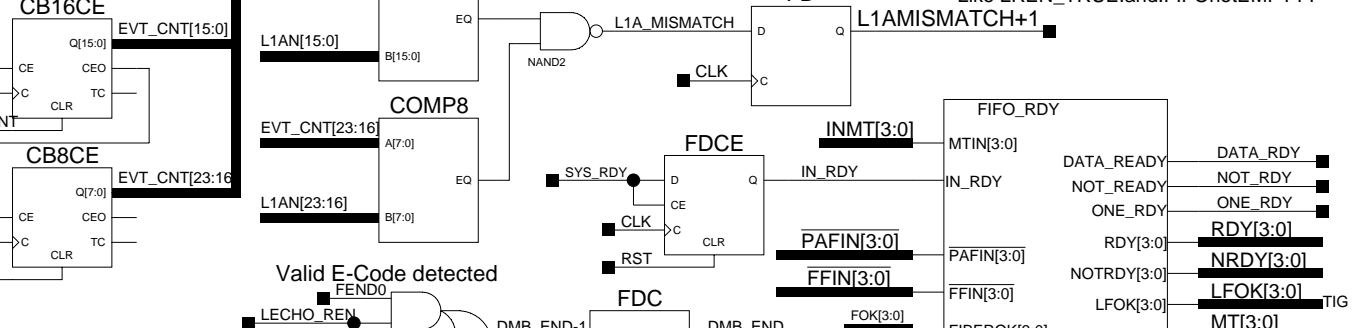 CB16CE
EVT_CNT[15:0]
Q[15:0]
CE
CEO
C
TC
CLR
CB8CE
EVT_CNT[23:16
Q[7:0]
CE
CEO
C
TC
CLR
L1AN[15:0]
B[15:0]
EQ
NAND2
L1A_MISMATCH
D
Q
L1AMISMATCH+1
CLK
C
COMP8
EVT_CNT[23:16]
A[7:0]
EQ
L1AN[23:16]
B[7:0]
FDCE
SYS_RDY
D
Q
IN_RDY
CE
CLK
C
CLR
RST
FIFO_RDY
INMT[3:0]
MTIN[3:0]
IN_RDY
PAFIN[3:0]
PAFIN[3:0]
FFIN[3:0]
FFIN[3:0]
FOK[3:0]
DATA_READY
DATA_RDY
NOT_READY
NOT_RDY
ONE_RDY
ONE_RDY
RDY[3:0]
RDY[3:0]
NOTRDY[3:0]
NRDY[3:0]
LFOK[3:0]
LFOK[3:0]
TIG
MT[3:0]
Valid E-Code detected
FEND0
LECHO_REN
DMB_END-1
FDC
DMB_END